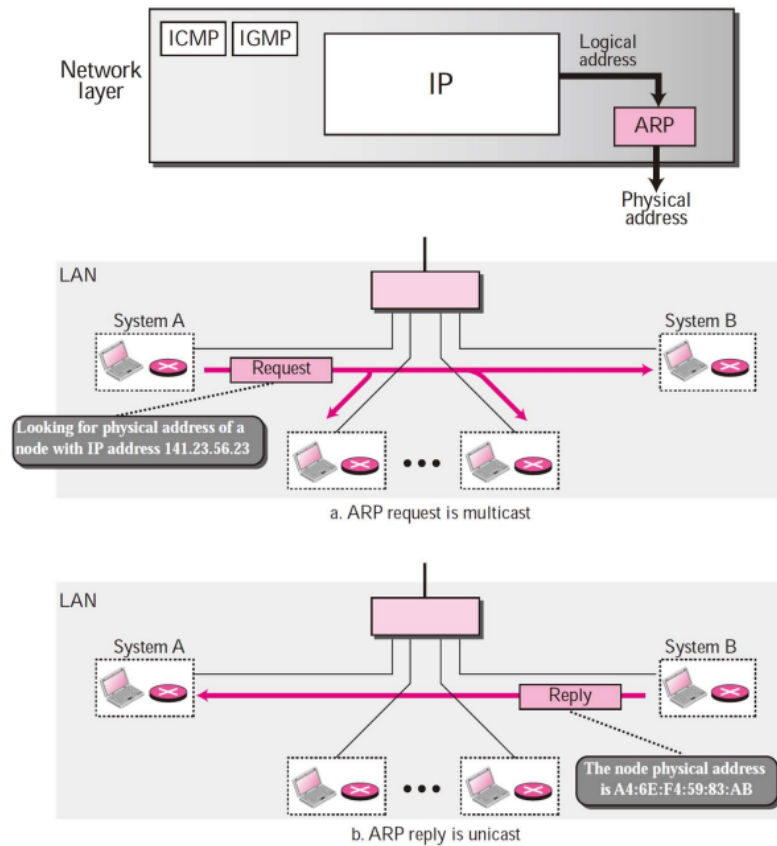 ICMP
IGMP
Network
layer
IP
Logical
address
ARP
Physical
address
LAN
System A
System B
Request
Looking for physical address of a
node with IP address 141.23.56.23
a. ARP request is multicast
LAN
System A
System B
Reply
The node physical address
is A4:6E:F4:59:83:AB
b. ARP reply is unicast